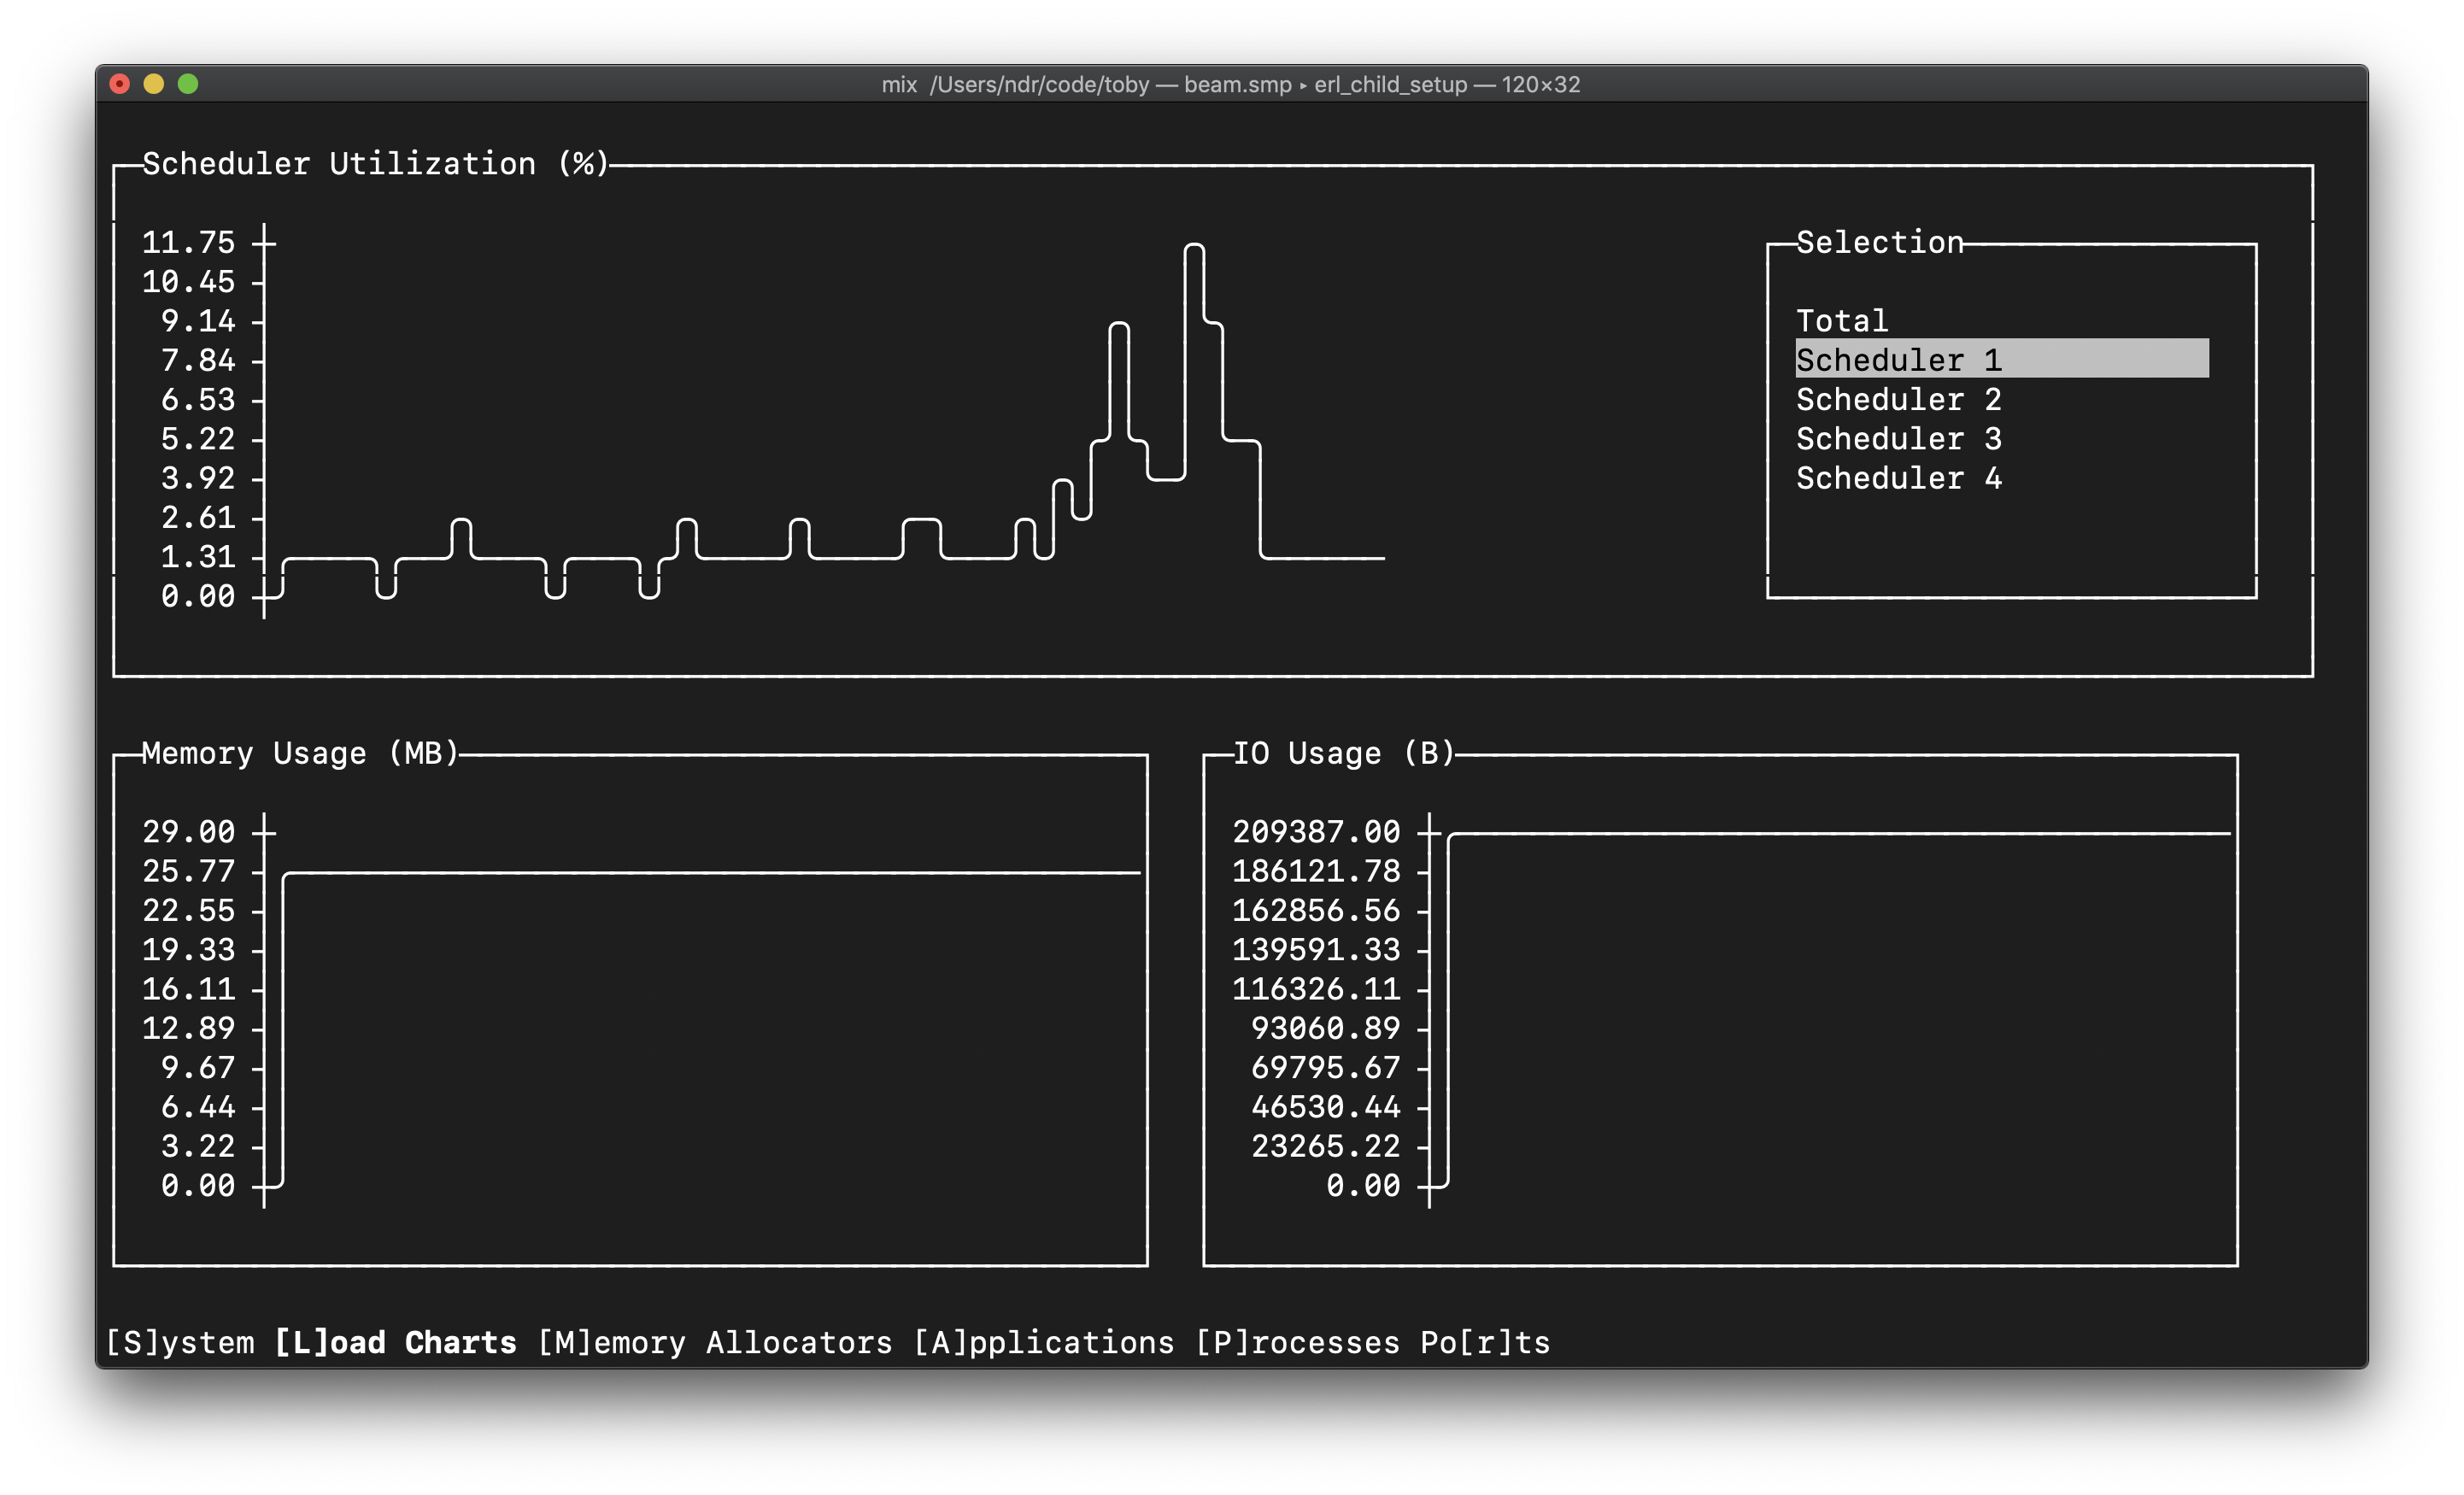 mix /Users/ndr/code/toby — beam.smp ▸ erl_child_setup — 120×32
Scheduler Utilization (%)
11.75
10.45
9.14
7.84
6.53
5.22
3.92
2.61
1.31
0.00
Selection
Total
Scheduler 1
Scheduler 2
Scheduler 3
Scheduler 4
Memory Usage (MB)
29.00
25.77
22.55
19.33
16.11
12.89
9.67
6.44
3.22
0.00
IO Usage (B)
209387.00
186121.78
162856.56
139591.33
116326.11
93060.89
69795.67
46530.44
23265.22
0.00
[S]ystem [L]oad Charts [M]emory Allocators [A]pplications [P]rocesses Po[r]ts